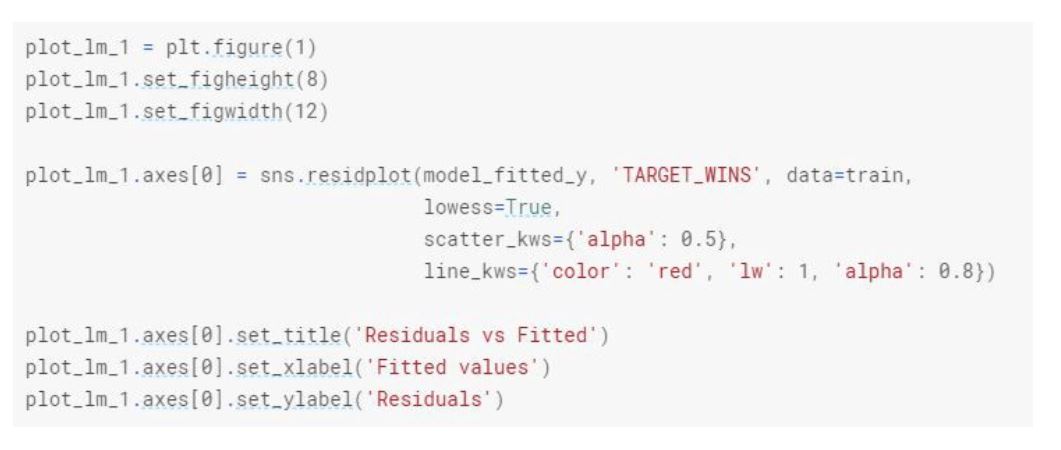 plot_lm_1 = plt.figure(1)
plot_lm_1.set_figheight(8)
plot_lm_1.set_figwidth(12)

plot_lm_1.axes[0] = sns.residplot(model_fitted_y, 'TARGET_WINS', data=train,
                                  lowess=True,
                                  scatter_kws={'alpha': 0.5},
                                  line_kws={'color': 'red', 'lw': 1, 'alpha': 0.8})

plot_lm_1.axes[0].set_title('Residuals vs Fitted')
plot_lm_1.axes[0].set_xlabel('Fitted values')
plot_lm_1.axes[0].set_ylabel('Residuals')